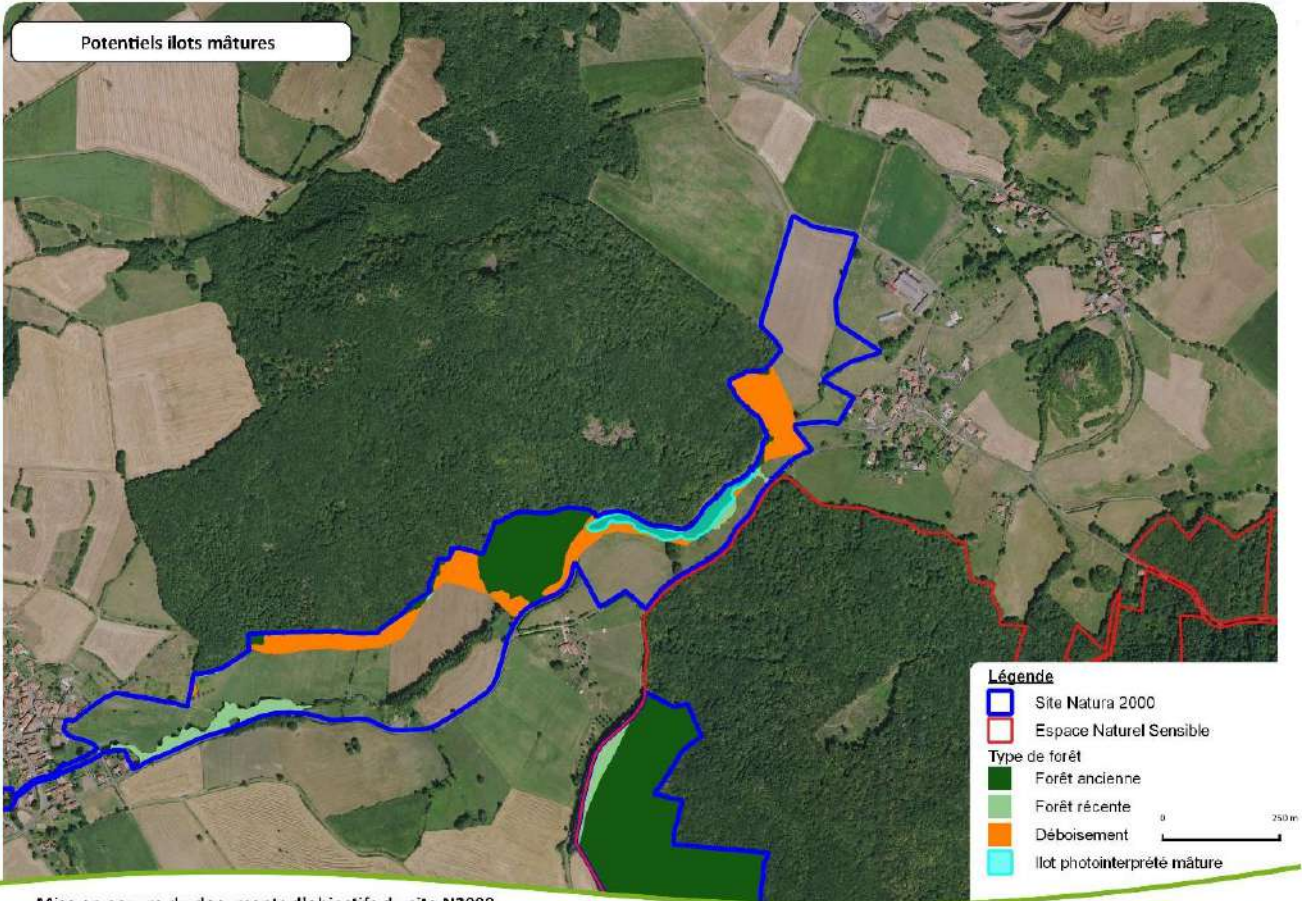 Potentiels ilots mâtures
Légende
Site Natura 2000
Espace Naturel Sensible
Type de forêt
Forêt ancienne
Forêt récente
Déboisement
Ilot photointerprété mâture
0 250 m